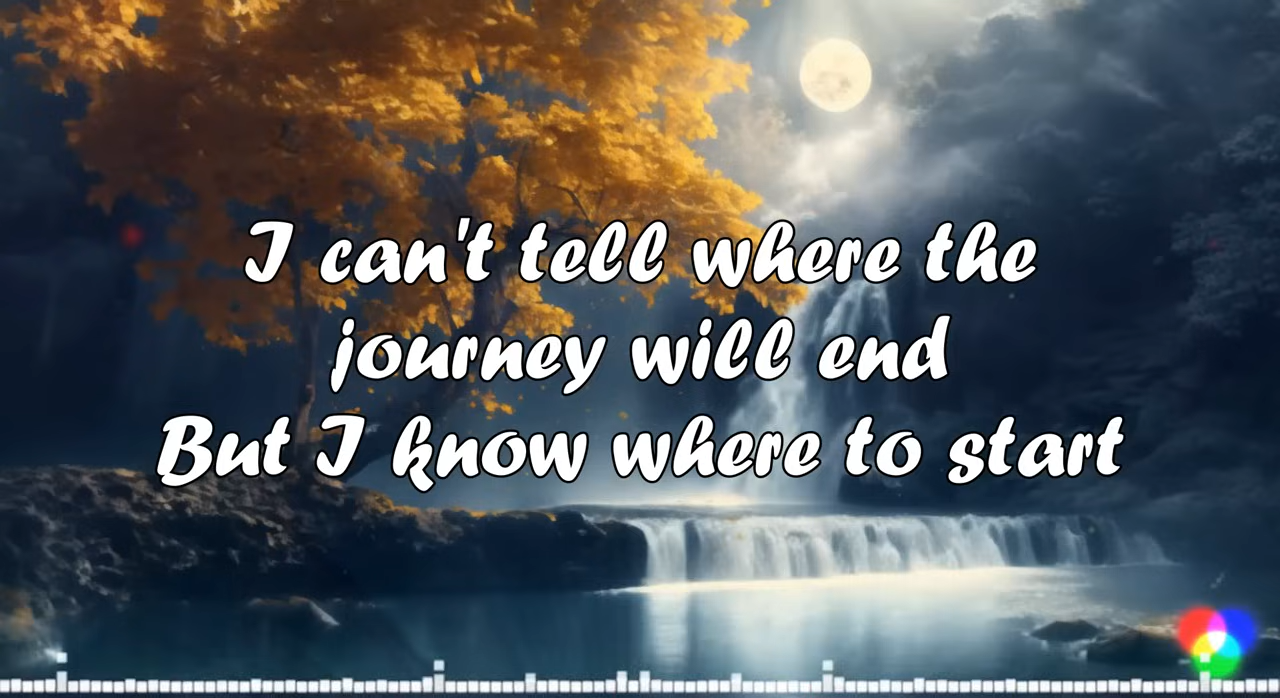 I can't tell where the
journey will end
But I know where to start